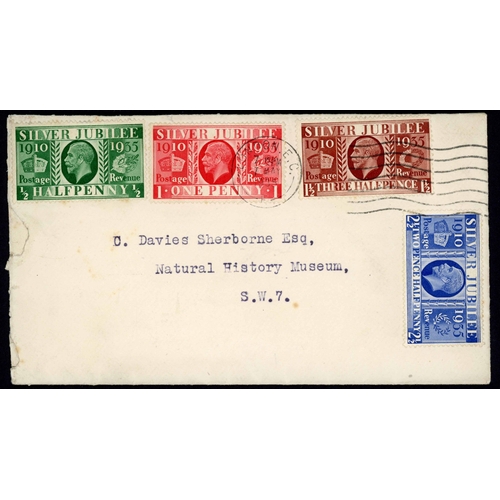 SILVER JUBILEE
1910 1935
Postage Revenue
½ HALFPENNY ½
SILVER JUBILEE
1910 1935
Postage Revenue
1 · ONE PENNY · 1
SILVER JUBILEE
1910 1935
Postage Revenue
1½ THREE HALFPENCE 1½
C. Davies Sherborne Esq,
Natural History Museum,
S.W.7.
SILVER JUBILEE
1910 1935
Postage Revenue
2½ TWO PENCE HALFPENNY 2½